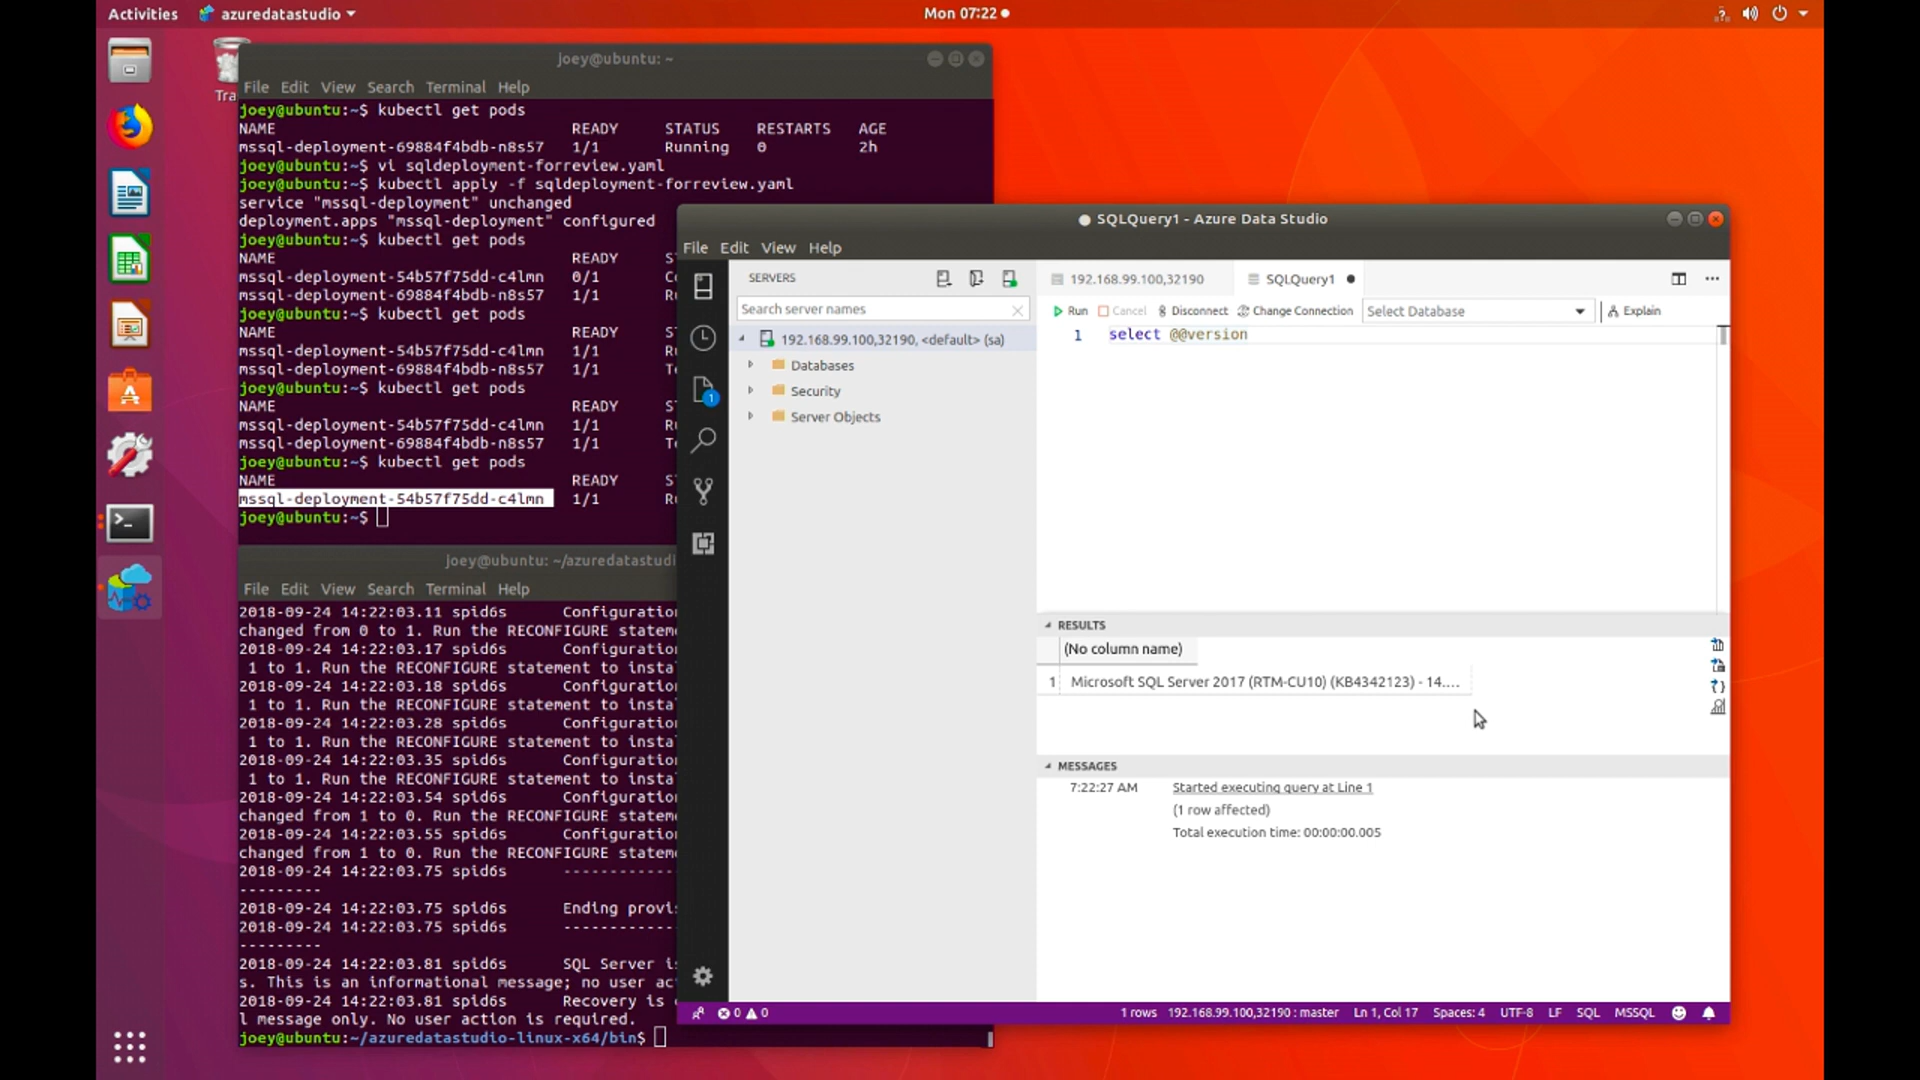 Activities azuredatastudio Mon 07:22
joey@ubuntu: ~
File Edit View Search Terminal Help
joey@ubuntu:~$ kubectl get pods
NAME READY STATUS RESTARTS AGE
mssql-deployment-69884f4bdb-n8s57 1/1 Running 0 2h
joey@ubuntu:~$ vi sqldeployment-forreview.yaml
joey@ubuntu:~$ kubectl apply -f sqldeployment-forreview.yaml
service "mssql-deployment" unchanged
deployment.apps "mssql-deployment" configured
joey@ubuntu:~$ kubectl get pods
NAME READY
mssql-deployment-54b57f75dd-c4lmn 0/1
mssql-deployment-69884f4bdb-n8s57 1/1
joey@ubuntu:~$ kubectl get pods
NAME READY
mssql-deployment-54b57f75dd-c4lmn 1/1
mssql-deployment-69884f4bdb-n8s57 1/1
joey@ubuntu:~$ kubectl get pods
NAME READY
mssql-deployment-54b57f75dd-c4lmn 1/1
mssql-deployment-69884f4bdb-n8s57 1/1
joey@ubuntu:~$ kubectl get pods
NAME READY
mssql-deployment-54b57f75dd-c4lmn 1/1
joey@ubuntu:~$
joey@ubuntu: ~/azuredatastudi
File Edit View Search Terminal Help
2018-09-24 14:22:03.11 spid6s Configuration
changed from 0 to 1. Run the RECONFIGURE statem
2018-09-24 14:22:03.17 spid6s Configuration
1 to 1. Run the RECONFIGURE statement to insta
2018-09-24 14:22:03.18 spid6s Configuration
1 to 1. Run the RECONFIGURE statement to insta
2018-09-24 14:22:03.28 spid6s Configuration
1 to 1. Run the RECONFIGURE statement to insta
2018-09-24 14:22:03.35 spid6s Configuration
1 to 1. Run the RECONFIGURE statement to insta
2018-09-24 14:22:03.54 spid6s Configuration
changed from 1 to 0. Run the RECONFIGURE statem
2018-09-24 14:22:03.55 spid6s Configuration
changed from 1 to 0. Run the RECONFIGURE statem
2018-09-24 14:22:03.75 spid6s ------------
---------
2018-09-24 14:22:03.75 spid6s Ending provi
2018-09-24 14:22:03.75 spid6s ------------
---------
2018-09-24 14:22:03.81 spid6s SQL Server i
s. This is an informational message; no user ac
2018-09-24 14:22:03.81 spid6s Recovery is
l message only. No user action is required.
joey@ubuntu:~/azuredatastudio-linux-x64/bin$
SQLQuery1 - Azure Data Studio
File Edit View Help
SERVERS
Search server names
192.168.99.100,32190, <default> (sa)
Databases
Security
Server Objects
1
192.168.99.100,32190 SQLQuery1
Run Cancel Disconnect Change Connection Select Database Explain
1 select @@version
RESULTS
(No column name)
1 Microsoft SQL Server 2017 (RTM-CU10) (KB4342123) - 14....
MESSAGES
7:22:27 AM Started executing query at Line 1
(1 row affected)
Total execution time: 00:00:00.005
0 0 1 rows 192.168.99.100,32190 : master Ln 1, Col 17 Spaces: 4 UTF-8 LF SQL MSSQL